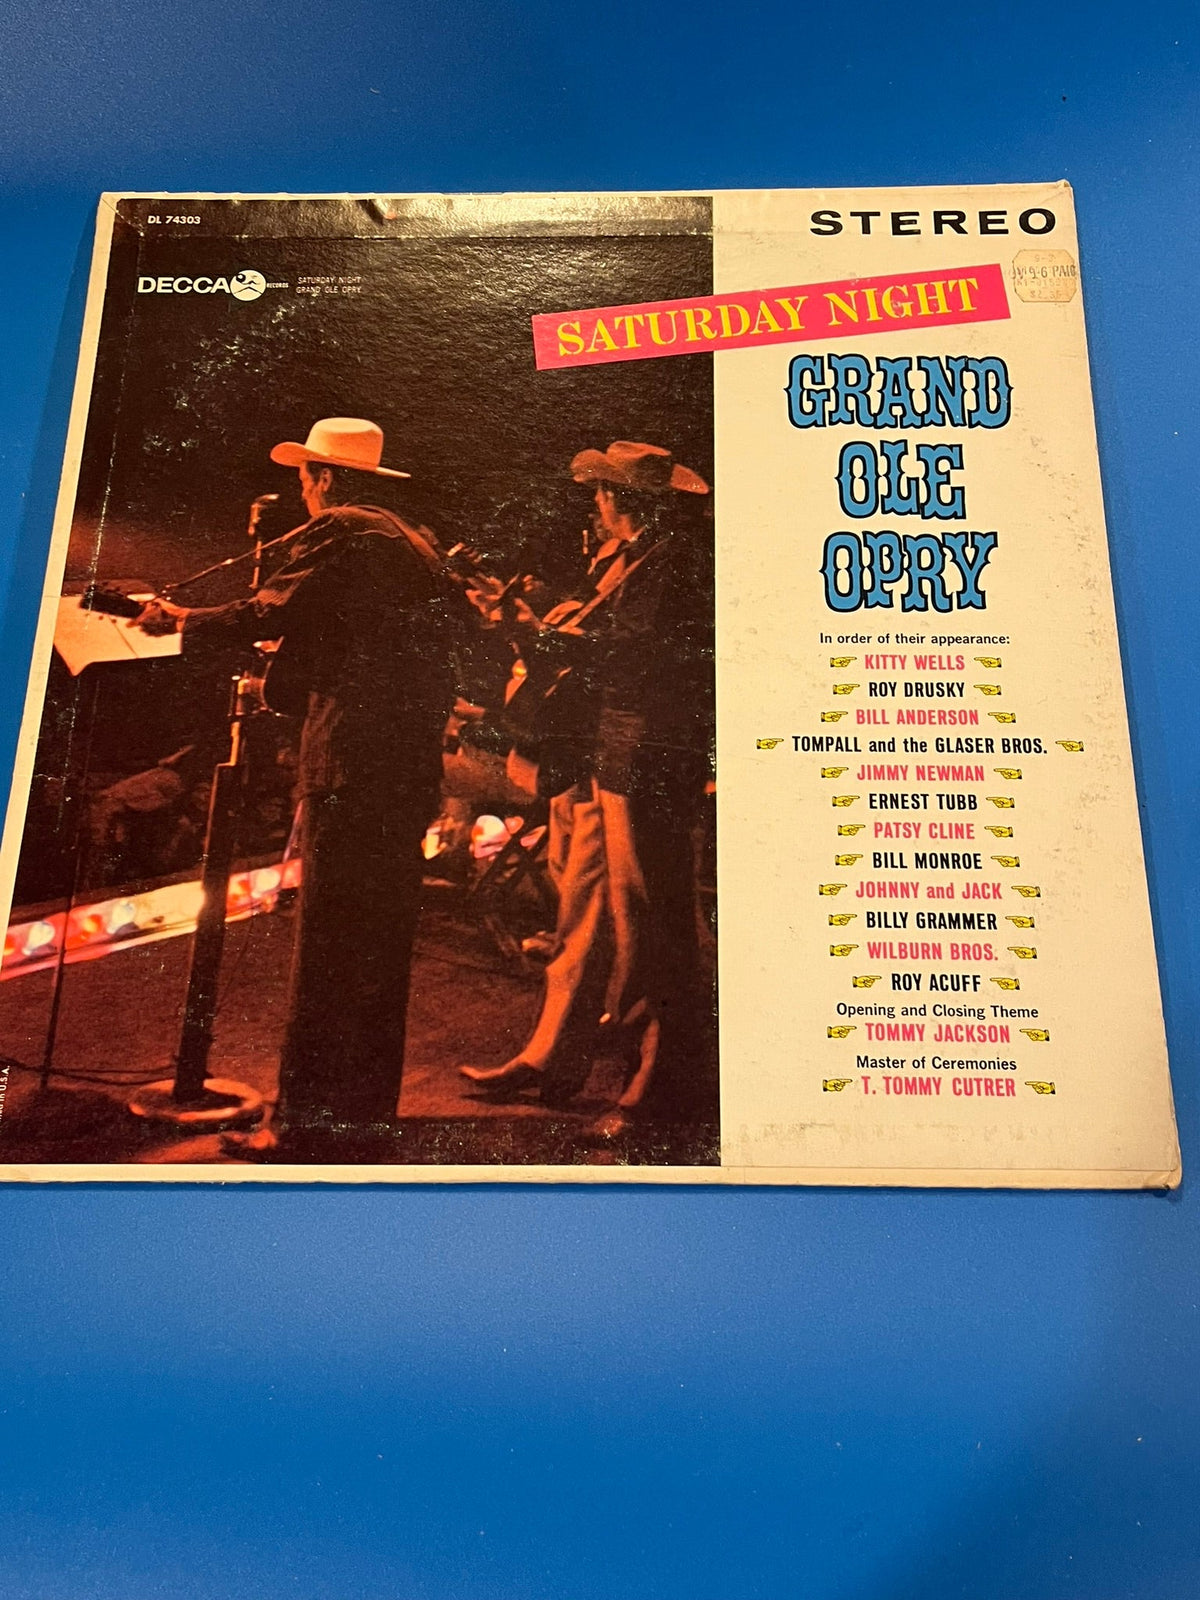 DL 74303
STEREO
DECCA RECORDS
SATURDAY NIGHT
GRAND OLE OPRY
SATURDAY NIGHT
GRAND
OLE
OPRY
In order of their appearance:
KITTY WELLS
ROY DRUSKY
BILL ANDERSON
TOMPALL and the GLASER BROS.
JIMMY NEWMAN
ERNEST TUBB
PATSY CLINE
BILL MONROE
JOHNNY and JACK
BILLY GRAMMER
WILBURN BROS.
ROY ACUFF
Opening and Closing Theme
TOMMY JACKSON
Master of Ceremonies
T. TOMMY CUTRER
in U.S.A.